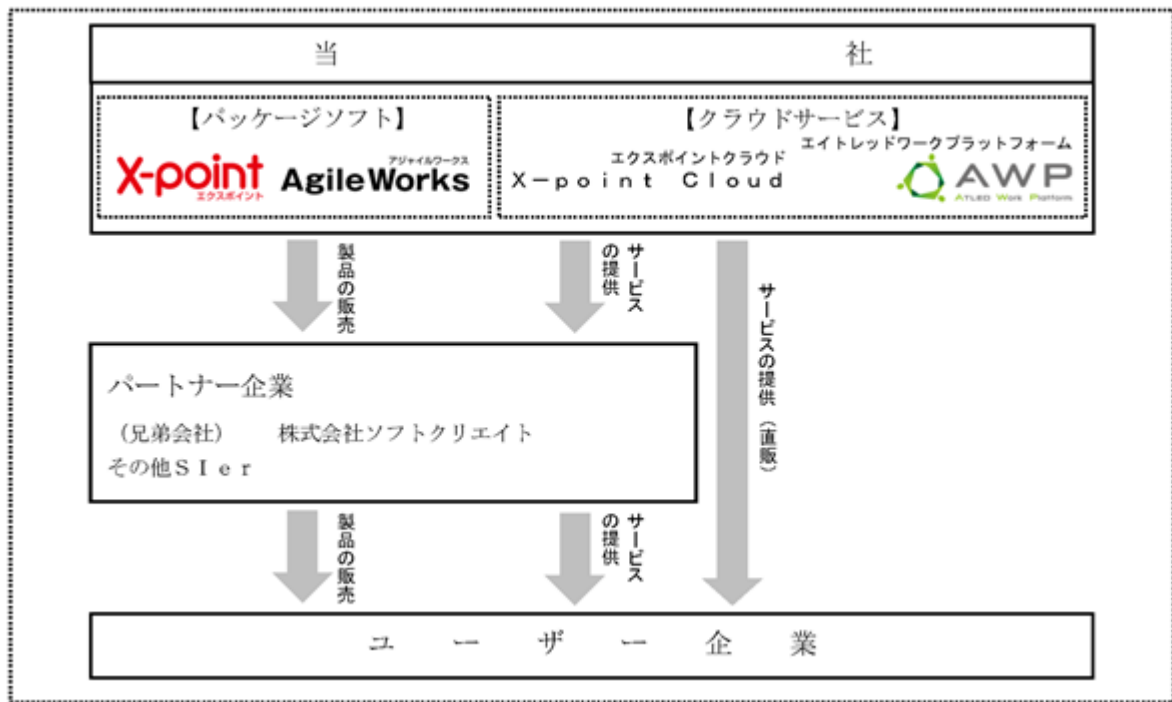 当 社
【パッケージソフト】
X-point
エクスポイント
アジャイルワークス
AgileWorks
【クラウドサービス】
エクスポイントクラウド
X－point Cloud
エイトレッドワークプラットフォーム
AWP
ATLED Work Platform
製品の販売
サービス
の提供
サービスの提供（直販）
パートナー企業
（兄弟会社） 株式会社ソフトクリエイト
その他ＳＩｅｒ
製品の販売
サービス
の提供
ユーザー企業